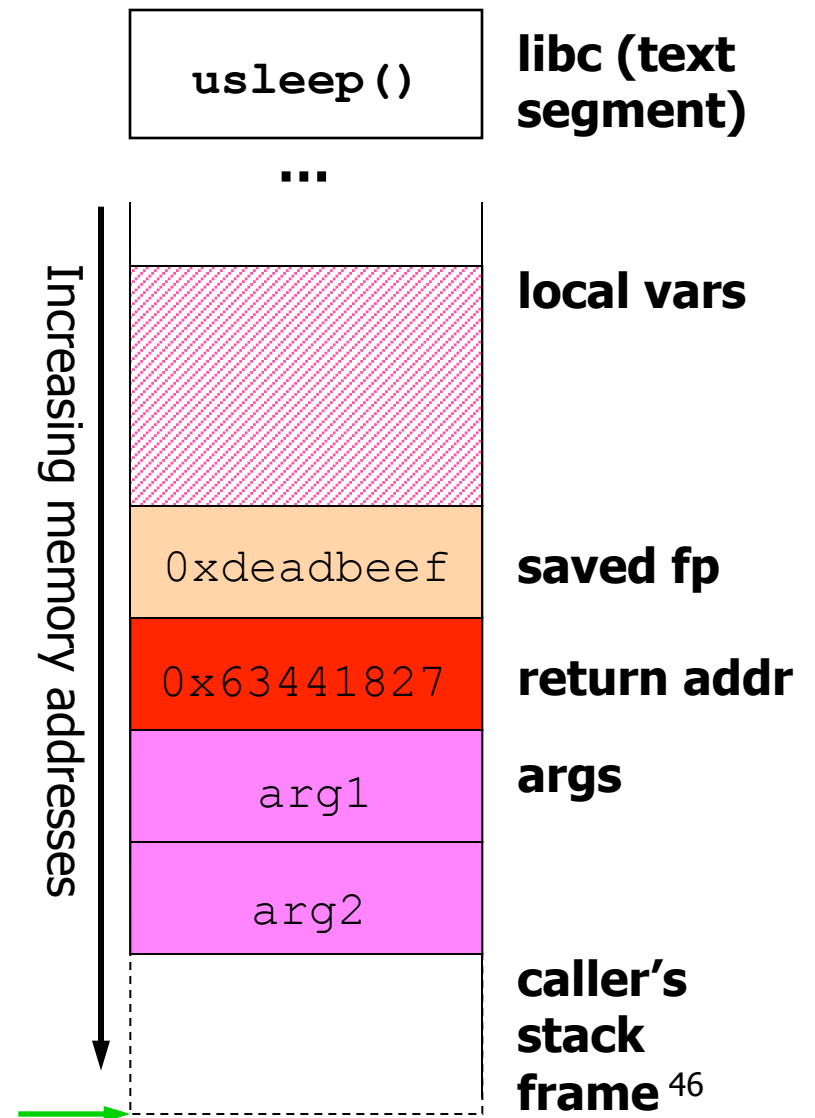 usleep()
libc (text
segment)
...
Increasing memory addresses
local vars
0xdeadbeef
saved fp
0x63441827
return addr
arg1
args
arg2
caller’s
stack
frame 46